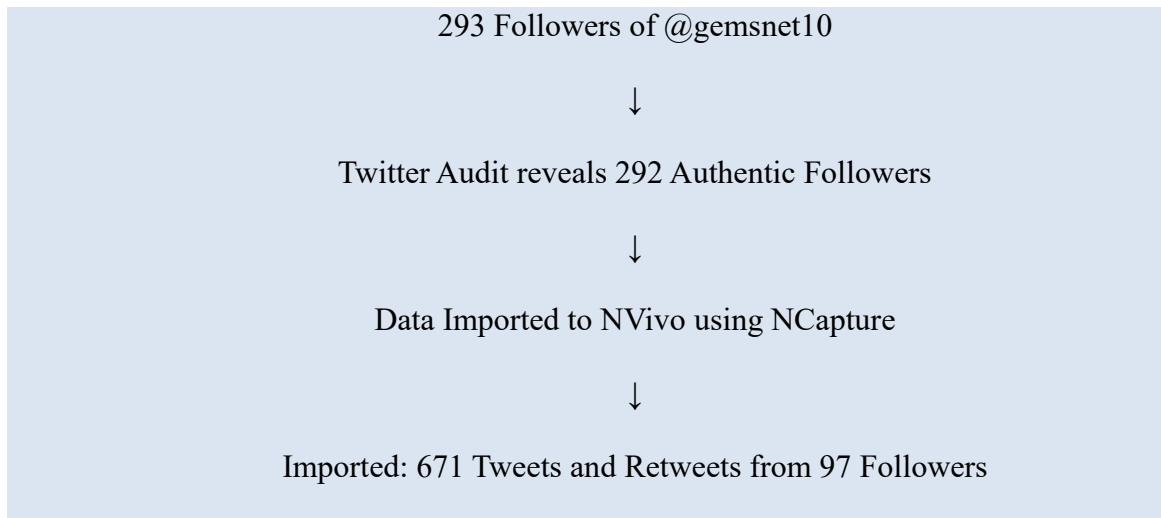 293 Followers of @gemsnet10
↓
Twitter Audit reveals 292 Authentic Followers
↓
Data Imported to NVivo using NCapture
↓
Imported: 671 Tweets and Retweets from 97 Followers